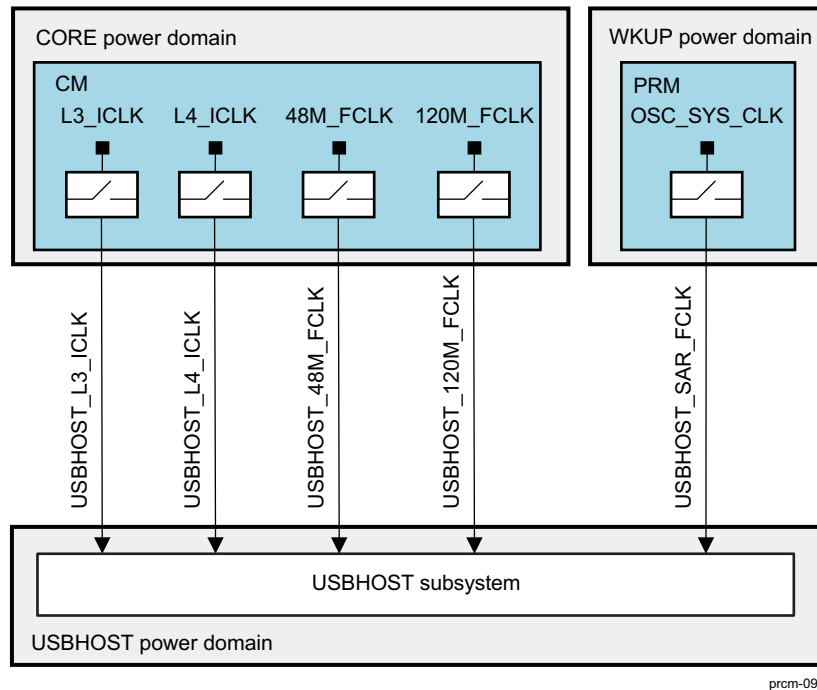 CORE power domain
CM
L3_ICLK
L4_ICLK
48M_FCLK
120M_FCLK
WKUP power domain
PRM
OSC_SYS_CLK
USBHOST_L3_ICLK
USBHOST_L4_ICLK
USBHOST_48M_FCLK
USBHOST_120M_FCLK
USBHOST_SAR_FCLK
USBHOST subsystem
USBHOST power domain
prcm-09